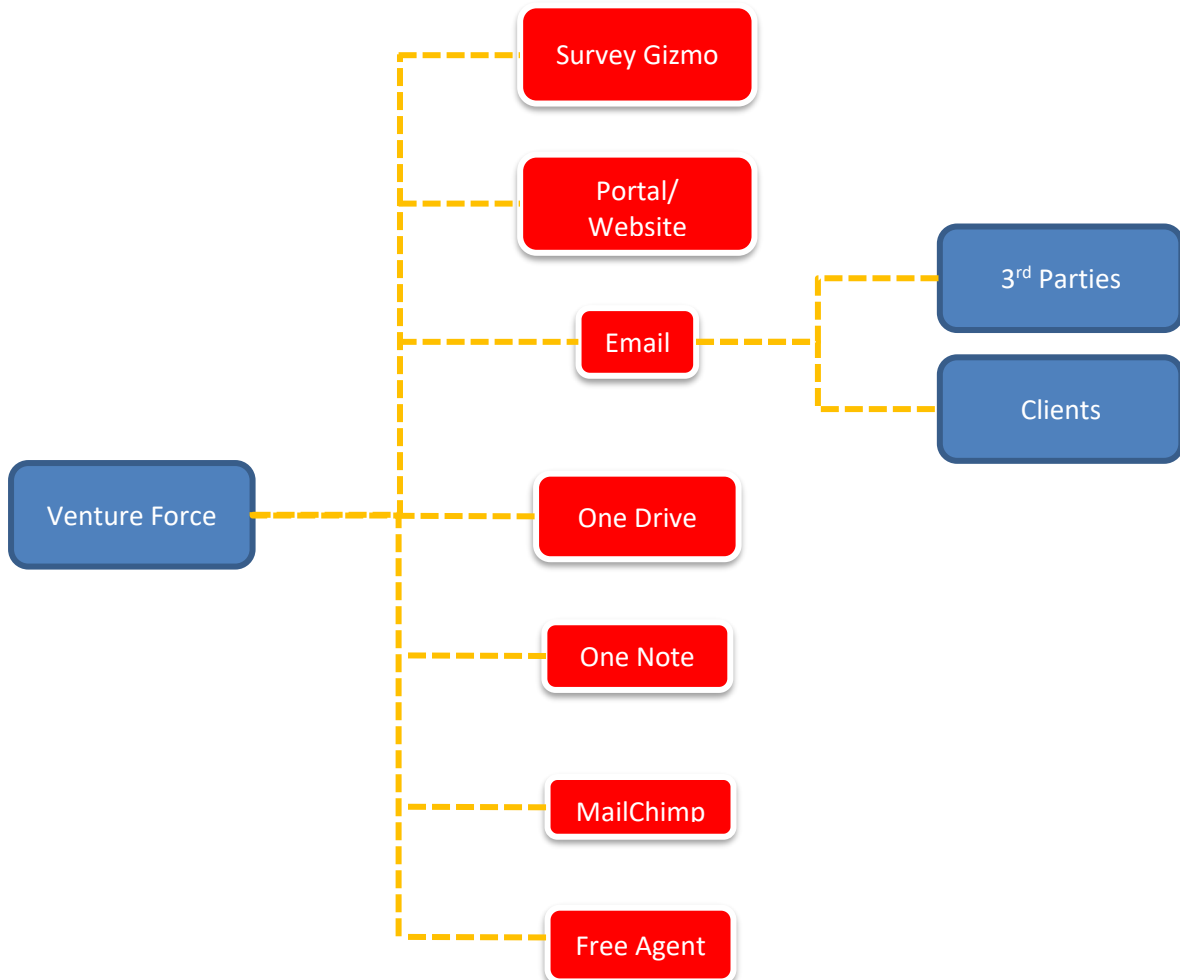 Survey Gizmo
Portal/
Website
3rd Parties
Email
Clients
Venture Force
One Drive
One Note
MailChimp
Free Agent